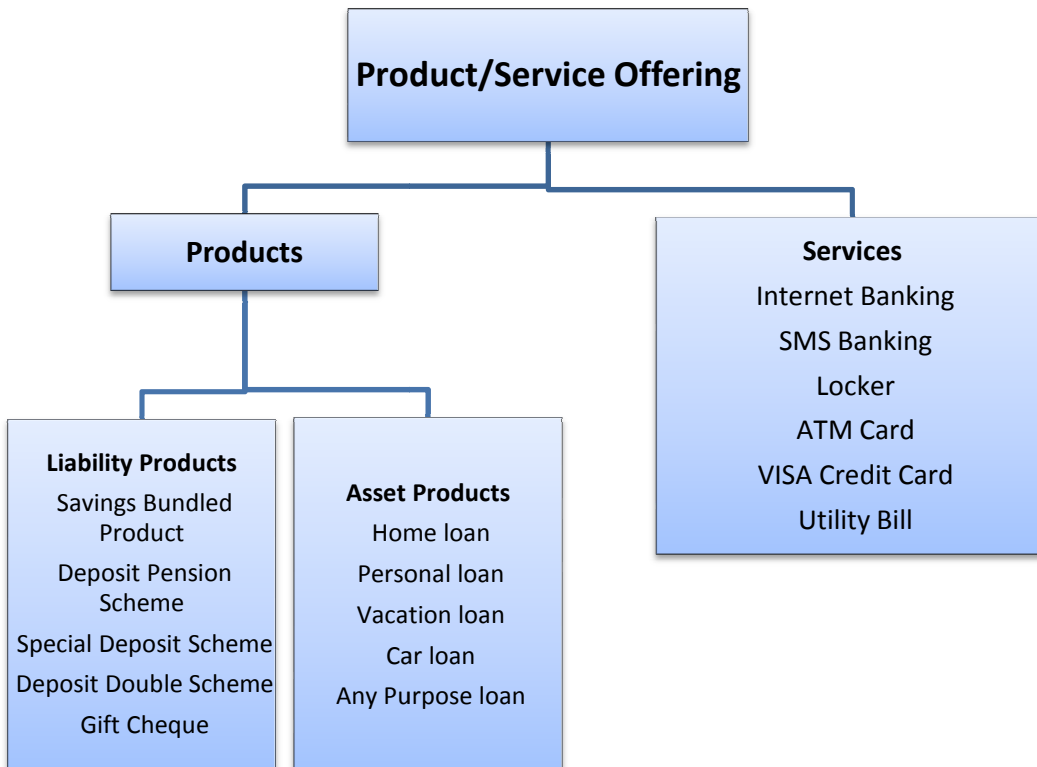 Product/Service Offering
Products
Services
Internet Banking
SMS Banking
Locker
ATM Card
VISA Credit Card
Utility Bill
Liability Products
Savings Bundled
Product
Deposit Pension
Scheme
Special Deposit Scheme
Deposit Double Scheme
Gift Cheque
Asset Products
Home loan
Personal loan
Vacation loan
Car loan
Any Purpose loan